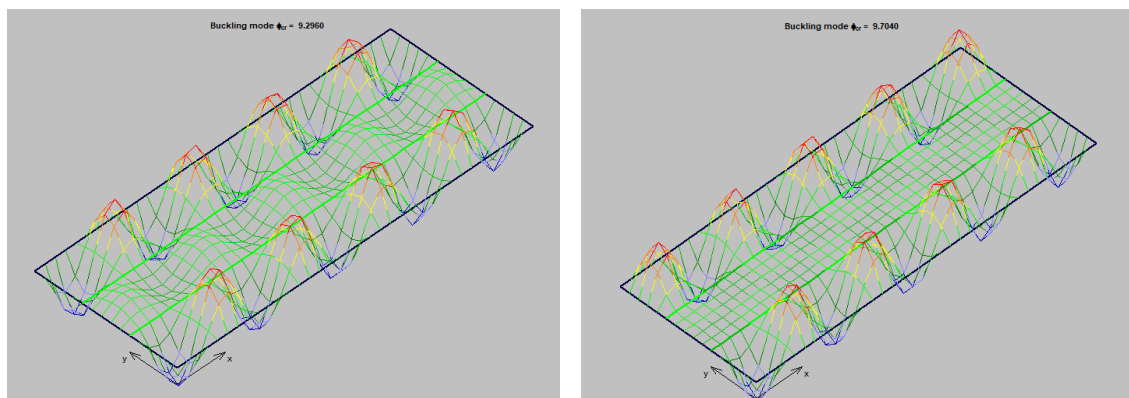 Buckling mode ϕcr = 9.2960
y
x
Buckling mode ϕcr = 9.7040
y
x